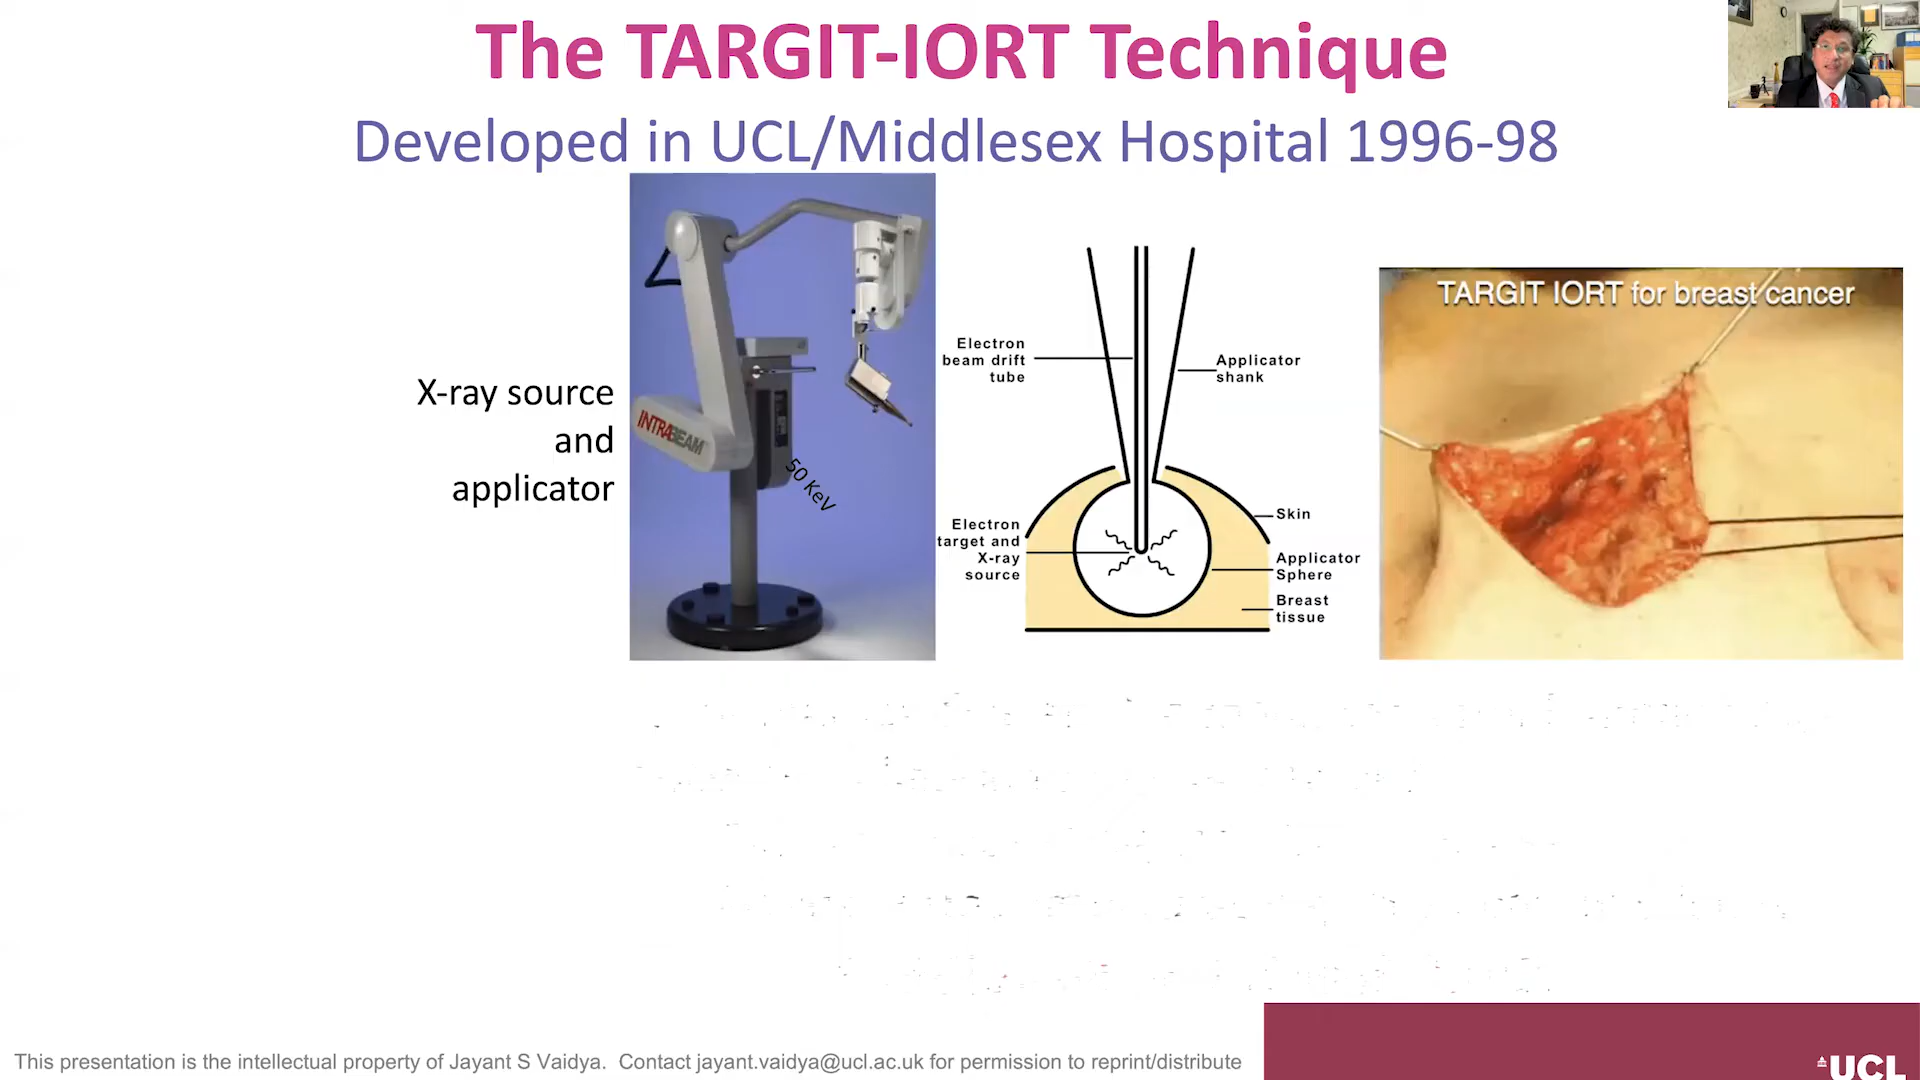 The TARGIT-IORT Technique
Developed in UCL/Middlesex Hospital 1996-98
X-ray source
and
applicator
INTRABEAM
50 KeV
Electron
beam drift
tube
Applicator
shank
Electron
target and
X-ray
source
Skin
Applicator
Sphere
Breast
tissue
TARGIT IORT for breast cancer
This presentation is the intellectual property of Jayant S Vaidya. Contact jayant.vaidya@ucl.ac.uk for permission to reprint/distribute
UCL